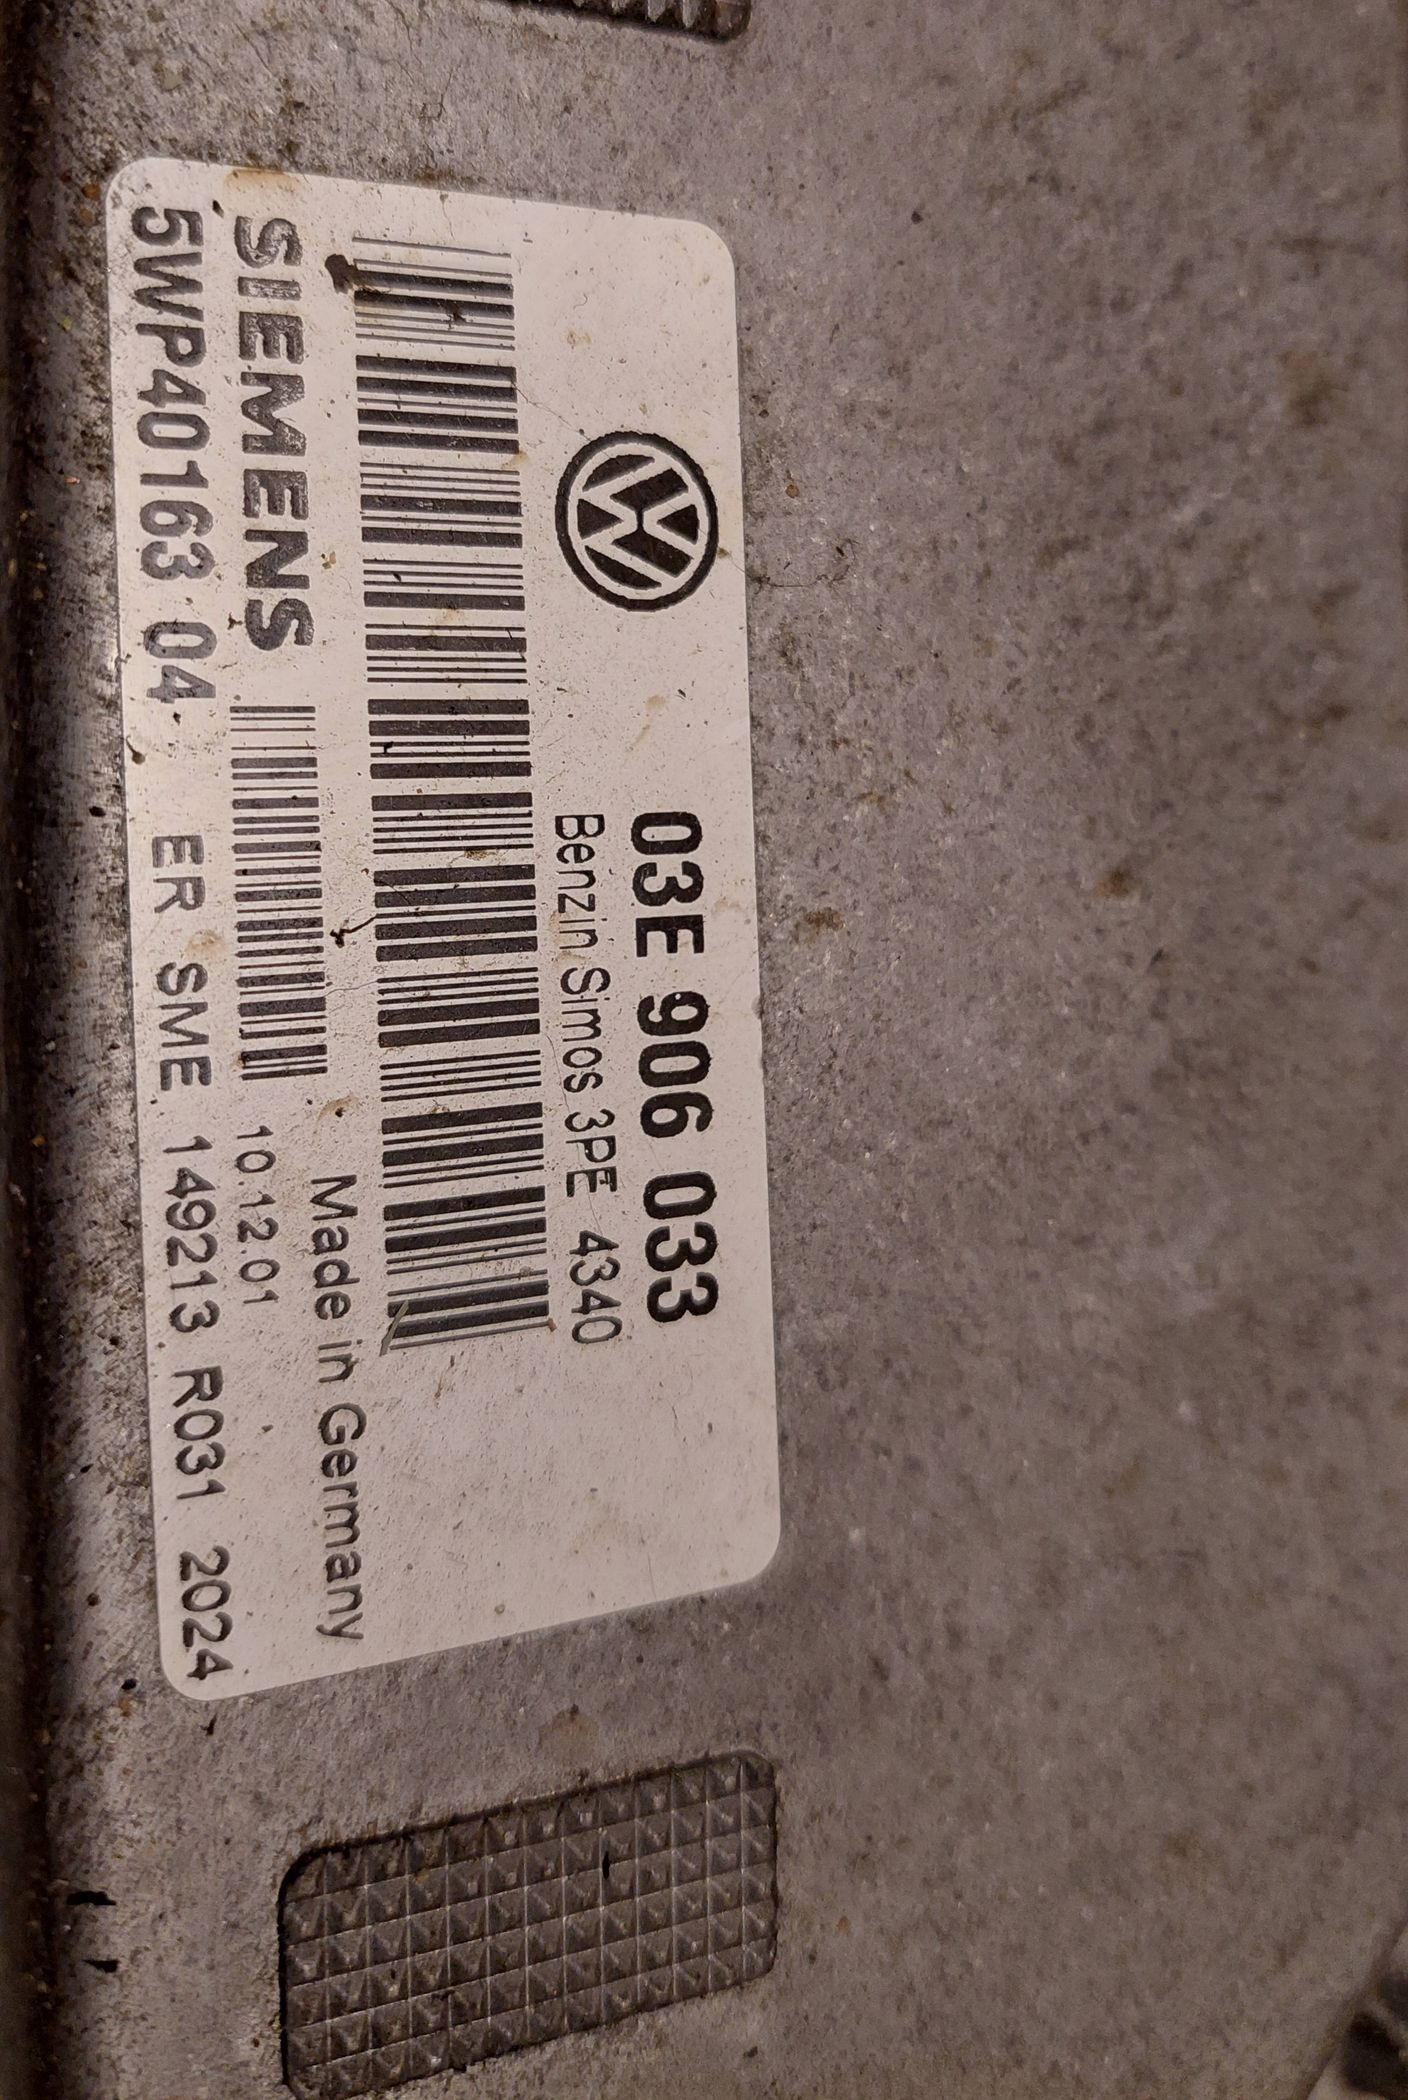 03E 906 033
Benzin Simos 3PE 4340
Made in Germany
SIEMENS
10.12.01
5WP40163 04 ER SME 149213 R031 2024